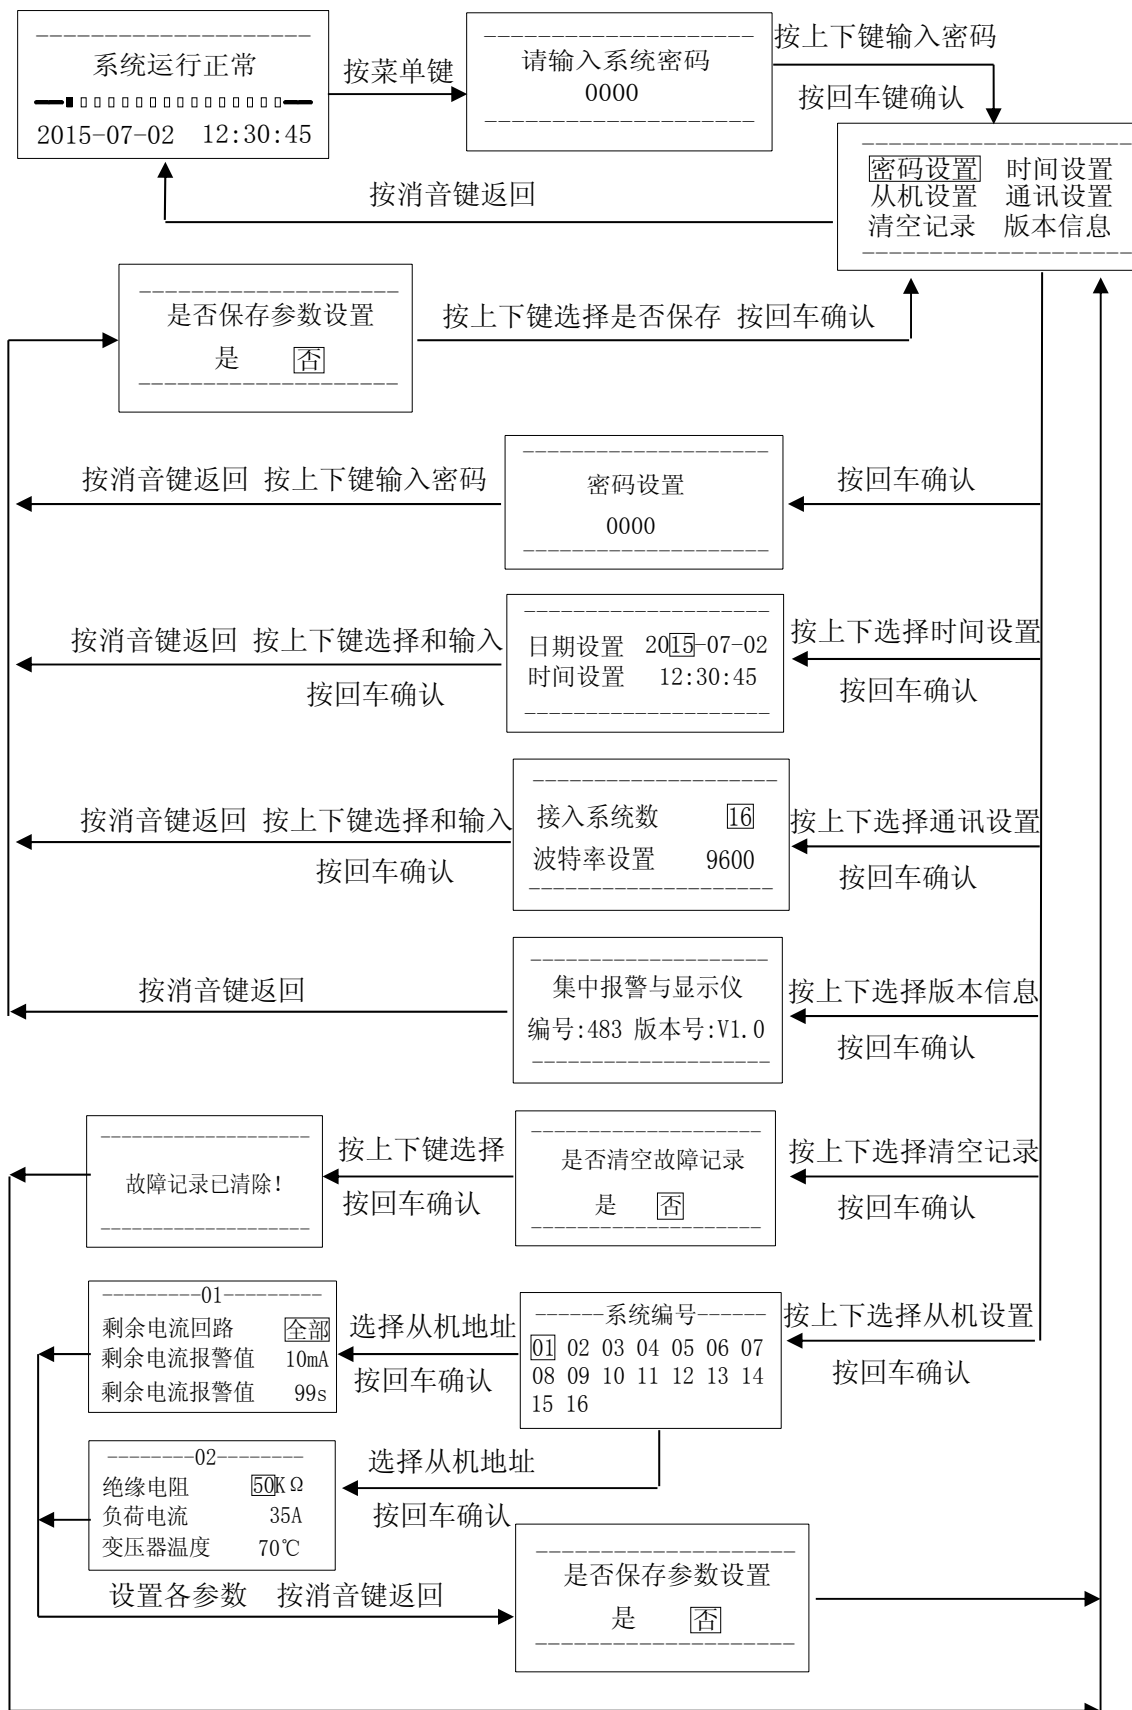 系统运行正常
2015-07-02 12:30:45
按菜单键
请输入系统密码
0000
按上下键输入密码
按回车键确认
密码设置 时间设置
从机设置 通讯设置
清空记录 版本信息
按消音键返回
是否保存参数设置
是 否
按上下键选择是否保存 按回车确认
按消音键返回 按上下键输入密码
密码设置
0000
按回车确认
按消音键返回 按上下键选择和输入
按回车确认
日期设置 2015-07-02
时间设置 12:30:45
按上下选择时间设置
按回车确认
按消音键返回 按上下键选择和输入
按回车确认
接入系统数 16
波特率设置 9600
按上下选择通讯设置
按回车确认
按消音键返回
集中报警与显示仪
编号:483 版本号:V1.0
按上下选择版本信息
按回车确认
故障记录已清除!
按上下键选择
按回车确认
是否清空故障记录
是 否
按上下选择清空记录
按回车确认
---------01---------
剩余电流回路 全部
剩余电流报警值 10mA
剩余电流报警值 99s
选择从机地址
按回车确认
------系统编号------
01 02 03 04 05 06 07
08 09 10 11 12 13 14
15 16
按上下选择从机设置
按回车确认
--------02--------
绝缘电阻 50KΩ
负荷电流 35A
变压器温度 70℃
选择从机地址
按回车确认
设置各参数 按消音键返回
是否保存参数设置
是 否